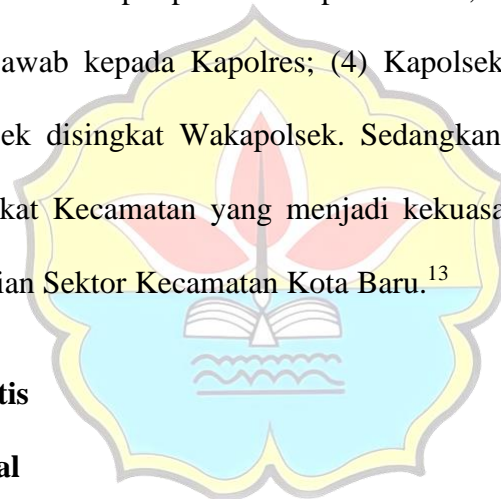 awab kepada Kapolres; (4) Kapolsek
ek disingkat Wakapolsek. Sedangkan
kat Kecamatan yang menjadi kekuasa
ian Sektor Kecamatan Kota Baru.13
tis
al